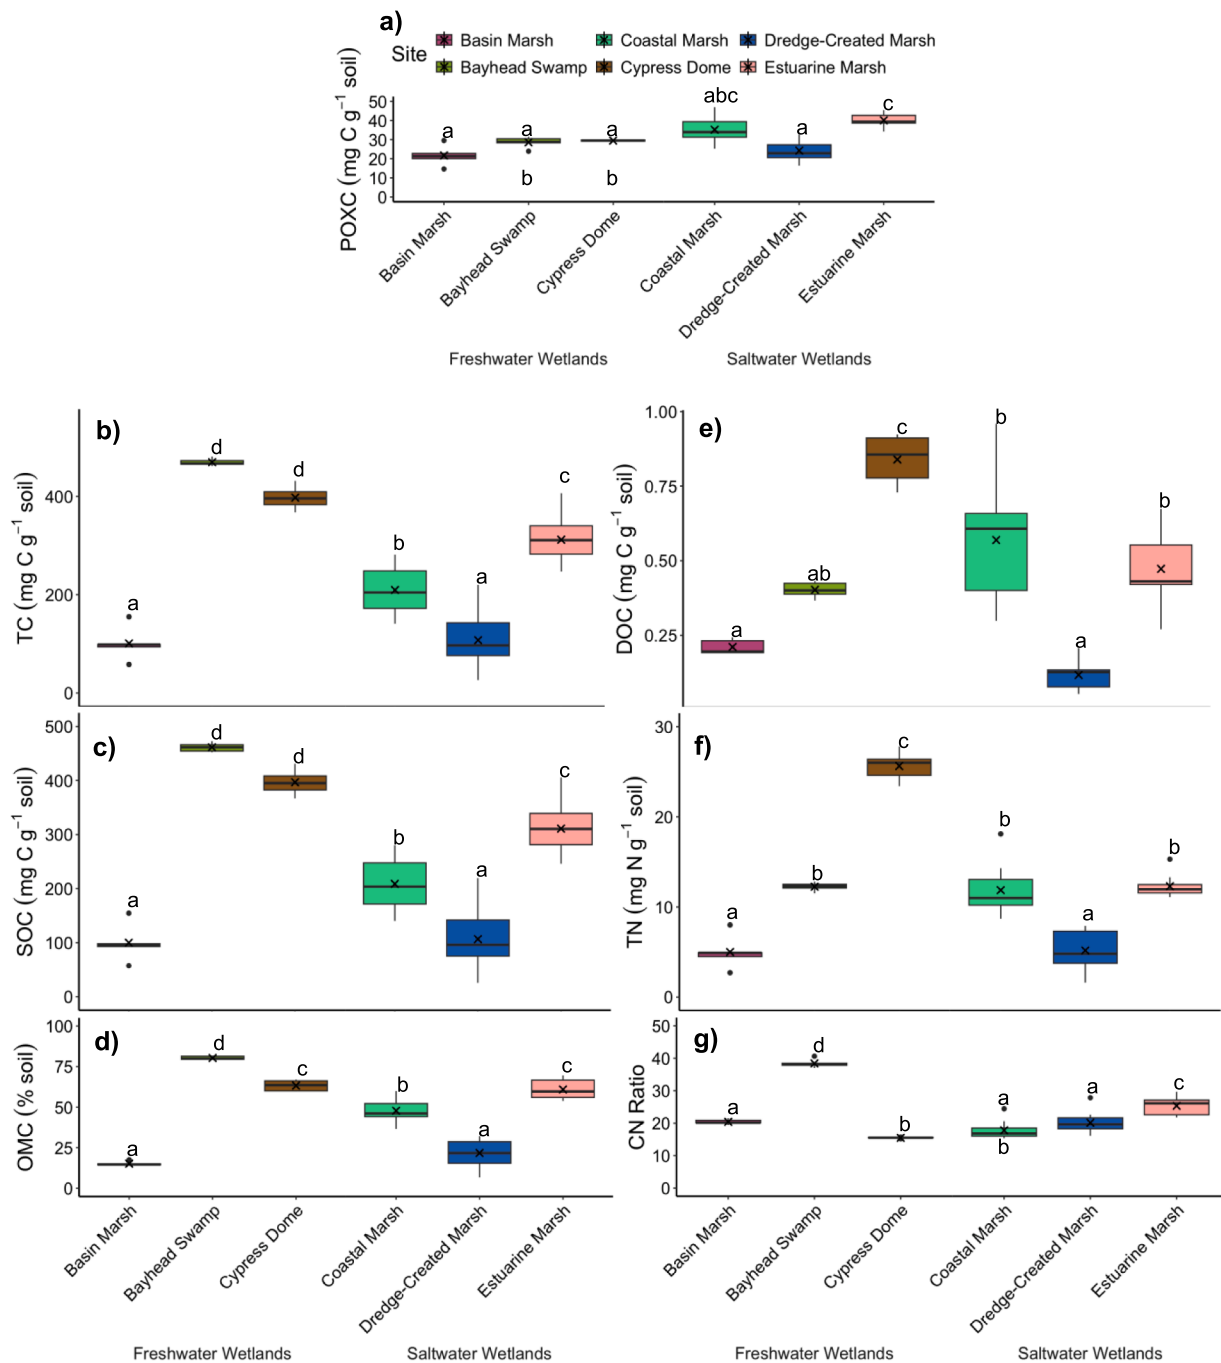 a)
Site
Basin Marsh
Coastal Marsh
Dredge-Created Marsh
Bayhead Swamp
Cypress Dome
Estuarine Marsh
POXC (mg C g⁻¹ soil)
50
40
30
20
10
0
a
a
b
a
b
abc
a
c
Basin Marsh
Bayhead Swamp
Cypress Dome
Coastal Marsh
Dredge-Created Marsh
Estuarine Marsh
Freshwater Wetlands
Saltwater Wetlands
b)
TC (mg C g⁻¹ soil)
400
200
0
a
d
d
b
a
c
e)
DOC (mg C g⁻¹ soil)
1.00
0.75
0.50
0.25
a
ab
c
b
a
b
c)
SOC (mg C g⁻¹ soil)
500
400
300
200
100
0
a
d
d
b
a
c
f)
TN (mg N g⁻¹ soil)
30
20
10
0
a
b
c
b
a
b
d)
OMC (% soil)
100
75
50
25
0
a
d
c
b
a
c
Basin Marsh
Bayhead Swamp
Cypress Dome
Coastal Marsh
Dredge-Created Marsh
Estuarine Marsh
Freshwater Wetlands
Saltwater Wetlands
g)
CN Ratio
50
40
30
20
10
0
a
d
b
a
b
a
c
Basin Marsh
Bayhead Swamp
Cypress Dome
Coastal Marsh
Dredge-Created Marsh
Estuarine Marsh
Freshwater Wetlands
Saltwater Wetlands